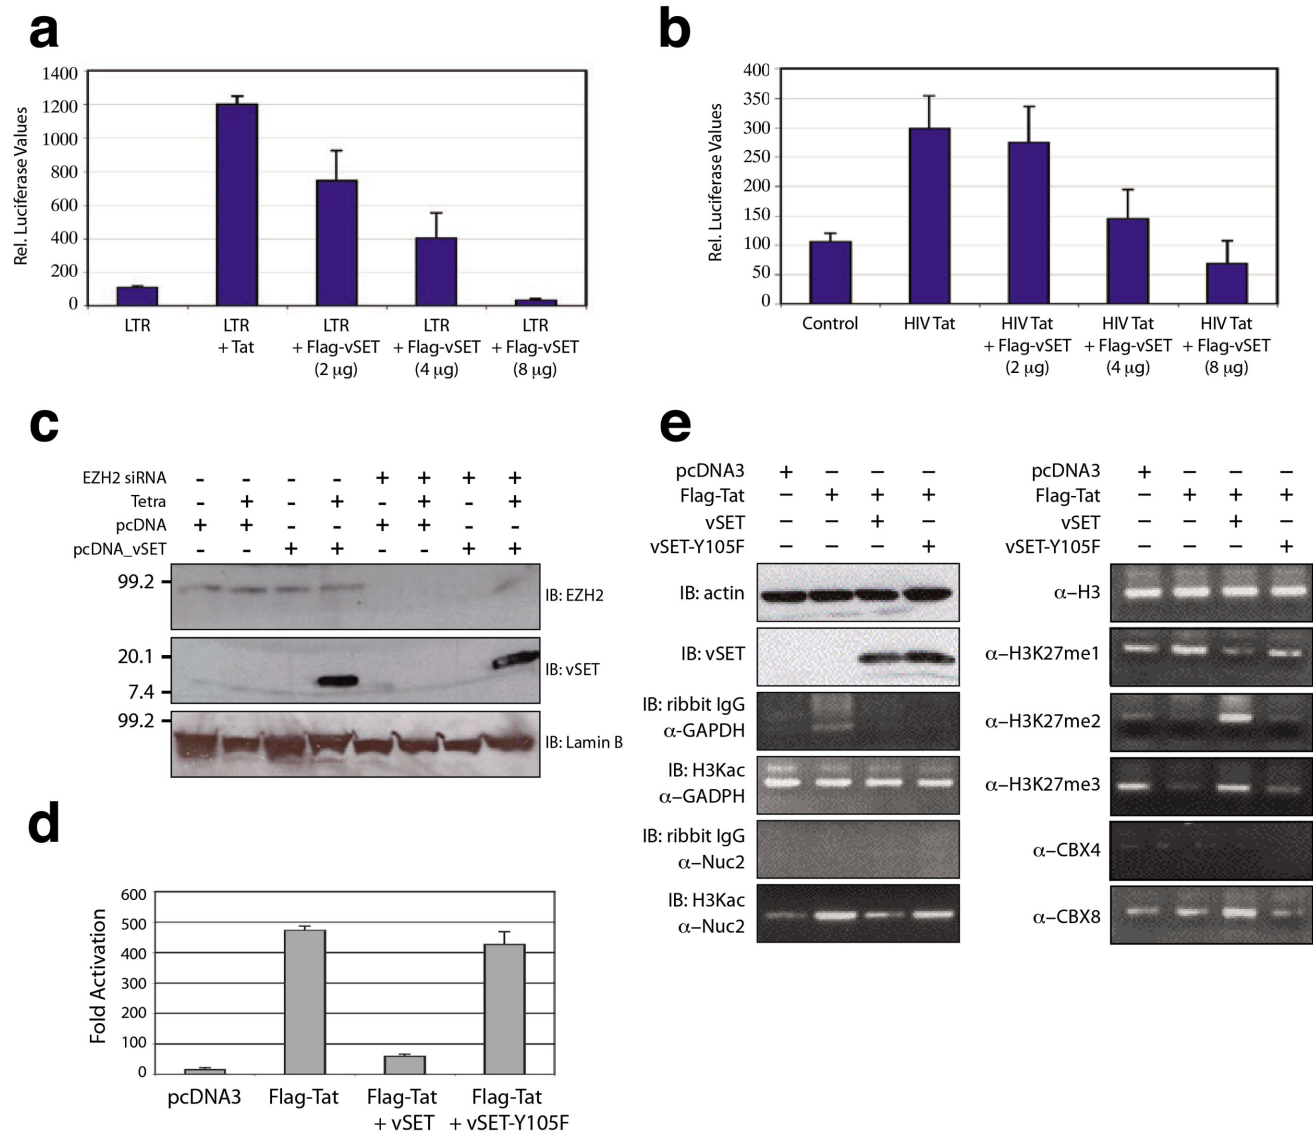 a
1400
1200
1000
800
600
400
200
0
Rel. Luciferase Values
LTR
LTR
+ Tat
LTR
+ Flag-vSET
(2 µg)
LTR
+ Flag-vSET
(4 µg)
LTR
+ Flag-vSET
(8 µg)
b
400
350
300
250
200
150
100
50
0
Rel. Luciferase Values
Control
HIV Tat
HIV Tat
+ Flag-vSET
(2 µg)
HIV Tat
+ Flag-vSET
(4 µg)
HIV Tat
+ Flag-vSET
(8 µg)
c
EZH2 siRNA - - - - + + + +
Tetra - + - + - + - +
pcDNA + + - - + + - -
pcDNA_vSET - - + + - - + +
99.2
IB: EZH2
20.1
7.4
IB: vSET
99.2
IB: Lamin B
d
600
500
400
300
200
100
0
Fold Activation
pcDNA3
Flag-Tat
Flag-Tat
+ vSET
Flag-Tat
+ vSET-Y105F
e
pcDNA3 + − − −
Flag-Tat − + + +
vSET − − + −
vSET-Y105F − − − +
IB: actin
IB: vSET
IB: ribbit IgG
α-GAPDH
IB: H3Kac
α−GADPH
IB: ribbit IgG
α−Nuc2
IB: H3Kac
α−Nuc2
pcDNA3 + − − −
Flag-Tat − + + +
vSET − − + −
vSET-Y105F − − − +
α−H3
α−H3K27me1
α−H3K27me2
α−H3K27me3
α−CBX4
α−CBX8